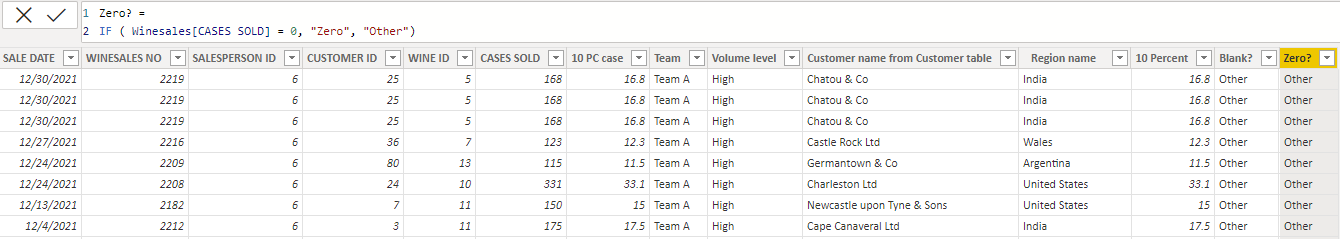 1 Zero? =
2 IF ( Winesales[CASES SOLD] = 0, "Zero", "Other")
SALE DATE WINESALES NO SALESPERSON ID CUSTOMER ID WINE ID CASES SOLD 10 PC case Team Volume level Customer name from Customer table Region name 10 Percent Blank? Zero?
12/30/2021 2219 6 25 5 168 16.8 Team A High Chatou & Co India 16.8 Other Other
12/30/2021 2219 6 25 5 168 16.8 Team A High Chatou & Co India 16.8 Other Other
12/30/2021 2219 6 25 5 168 16.8 Team A High Chatou & Co India 16.8 Other Other
12/27/2021 2216 6 36 7 123 12.3 Team A High Castle Rock Ltd Wales 12.3 Other Other
12/24/2021 2209 6 80 13 115 11.5 Team A High Germantown & Co Argentina 11.5 Other Other
12/24/2021 2208 6 24 10 331 33.1 Team A High Charleston Ltd United States 33.1 Other Other
12/13/2021 2182 6 7 11 150 15 Team A High Newcastle upon Tyne & Sons United States 15 Other Other
12/4/2021 2212 6 3 11 175 17.5 Team A High Cape Canaveral Ltd India 17.5 Other Other